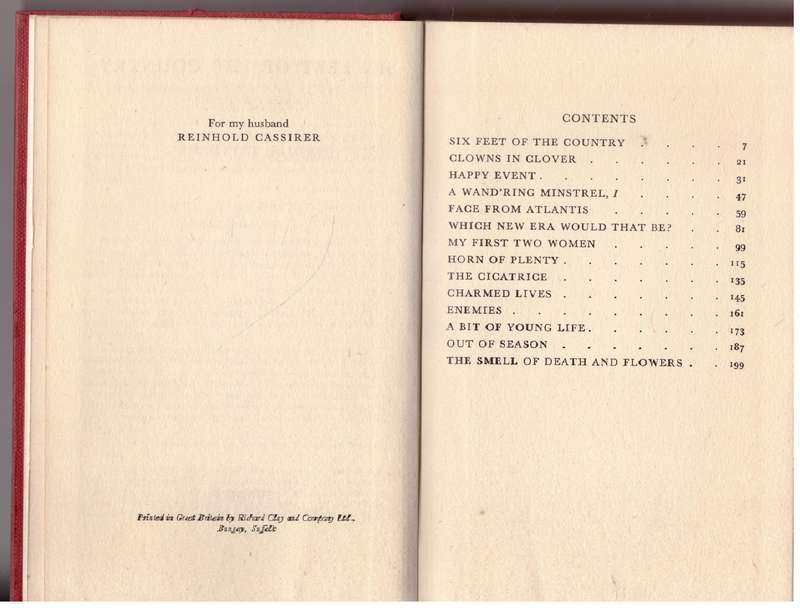 For my husband
REINHOLD CASSIRER
Printed in Great Britain by Richard Clay and Company Ltd.,
Bungay, Suffolk
CONTENTS
SIX FEET OF THE COUNTRY . . . . 7
CLOWNS IN CLOVER . . . . . . 21
HAPPY EVENT . . . . . . . 31
A WAND'RING MINSTREL, I . . . . 47
FACE FROM ATLANTIS . . . . . 59
WHICH NEW ERA WOULD THAT BE? . . 81
MY FIRST TWO WOMEN . . . . . 99
HORN OF PLENTY . . . . . . . 115
THE CICATRICE . . . . . . . 135
CHARMED LIVES . . . . . . . 145
ENEMIES . . . . . . . . . 161
A BIT OF YOUNG LIFE . . . . . . 173
OUT OF SEASON . . . . . . . 187
THE SMELL OF DEATH AND FLOWERS . . 199